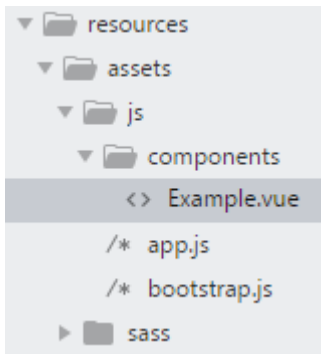 resources
assets
js
components
<> Example.vue
/* app.js
/* bootstrap.js
sass